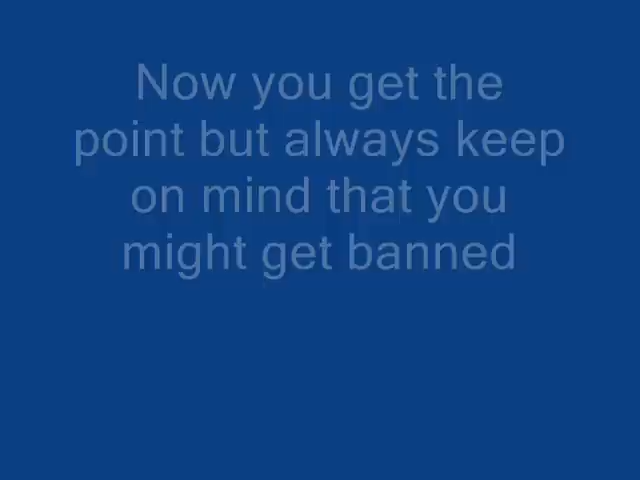 Now you get the
point but always keep
on mind that you
might get banned